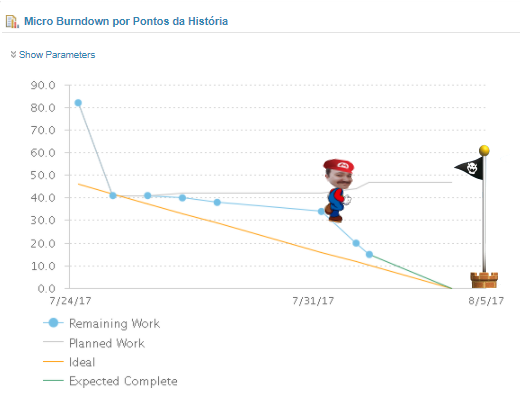 Micro Burndown por Pontos da História
Show Parameters
90.0
80.0
70.0
60.0
50.0
40.0
30.0
20.0
10.0
0.0
7/24/17 7/31/17 8/5/17
Remaining Work
Planned Work
Ideal
Expected Complete